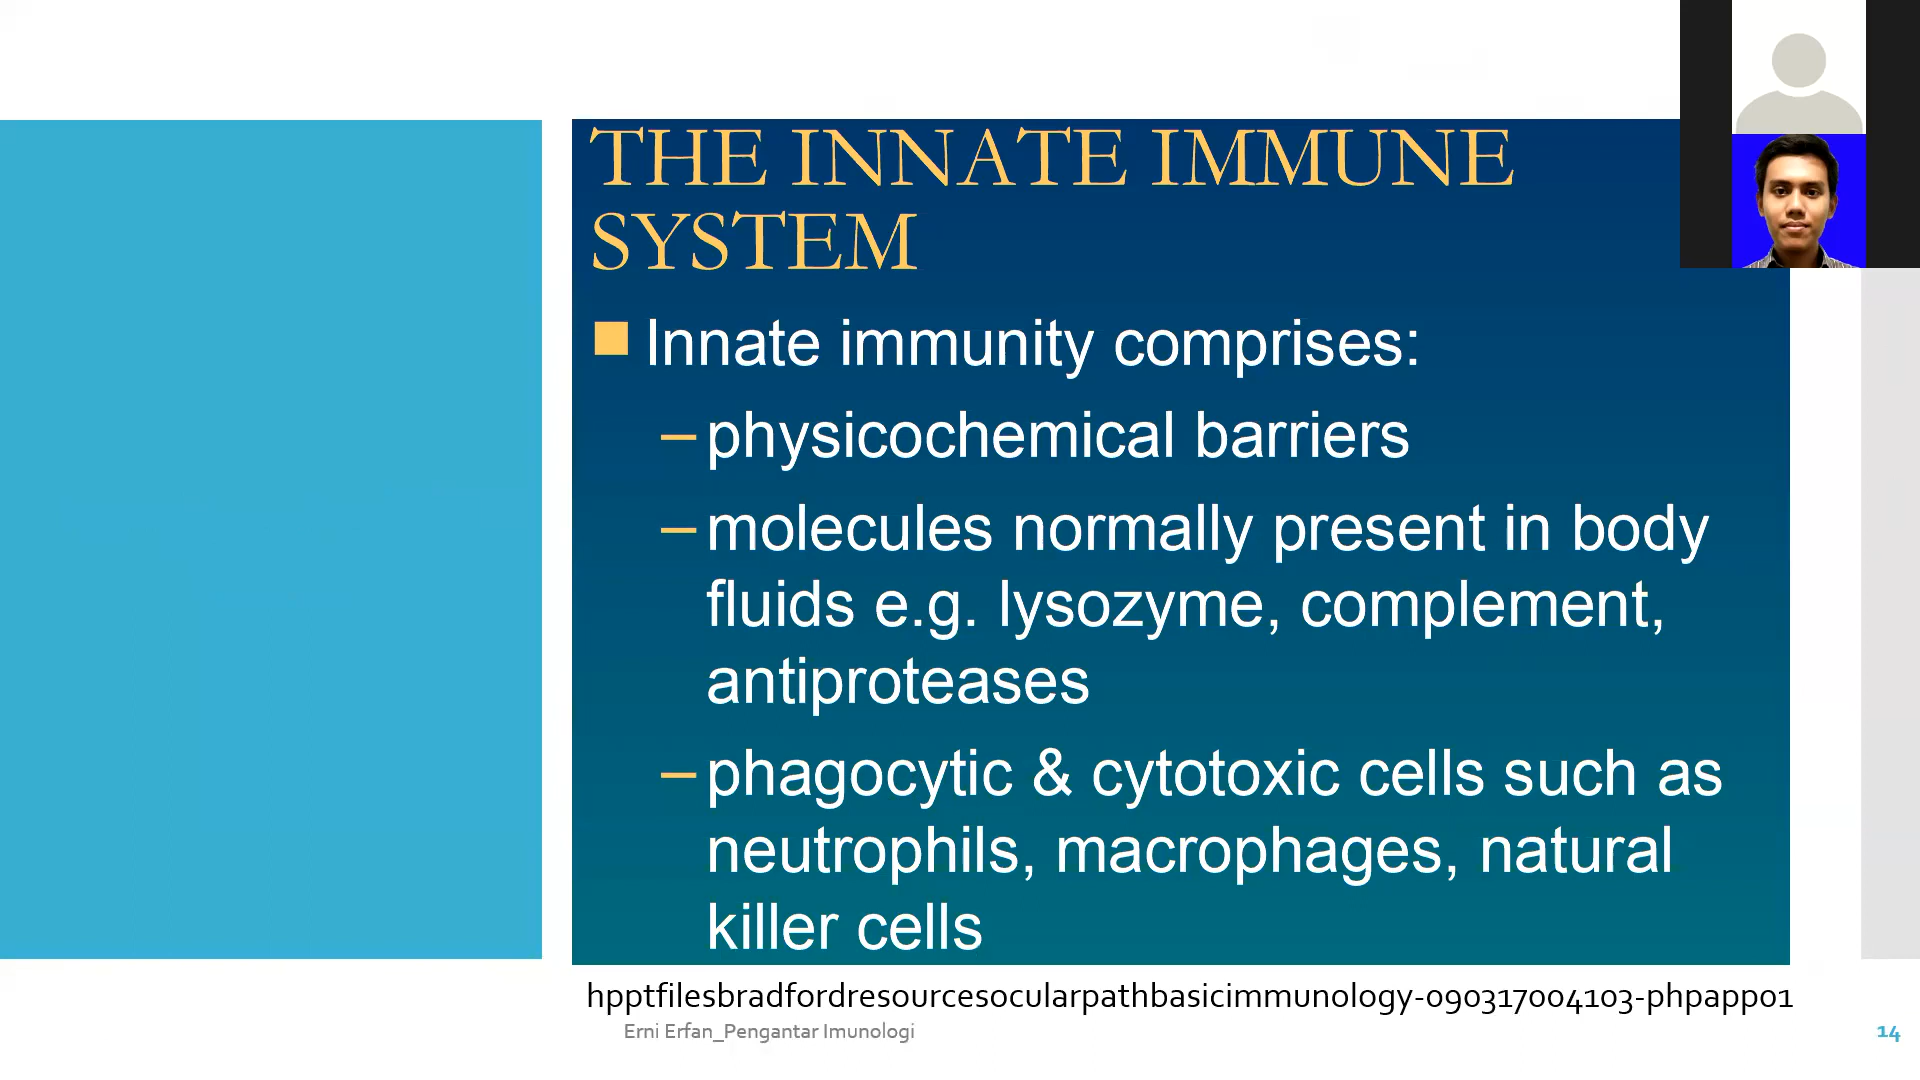 THE INNATE IMMUNE
SYSTEM
Innate immunity comprises:
–physicochemical barriers
–molecules normally present in body
fluids e.g. lysozyme, complement,
antiproteases
–phagocytic & cytotoxic cells such as
neutrophils, macrophages, natural
killer cells
hpptfilesbradfordresourcesocularpathbasicimmunology-090317004103-phpapp01
Erni Erfan_Pengantar Imunologi
14